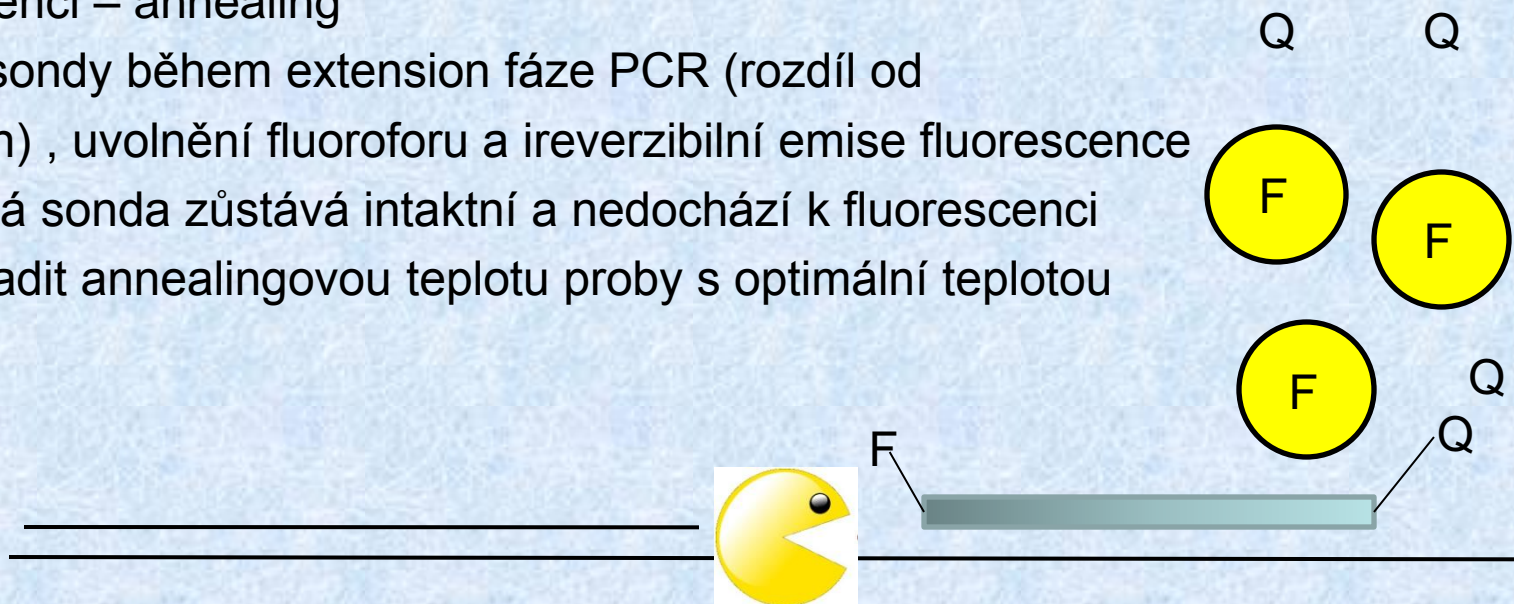 enci – annealing
sondy během extension fáze PCR (rozdíl od
n) , uvolnění fluoroforu a ireverzibilní emise fluorescence
á sonda zůstává intaktní a nedochází k fluorescenci
adit annealingovou teplotu proby s optimální teplotou
Q Q
F
F
F
Q
F
Q